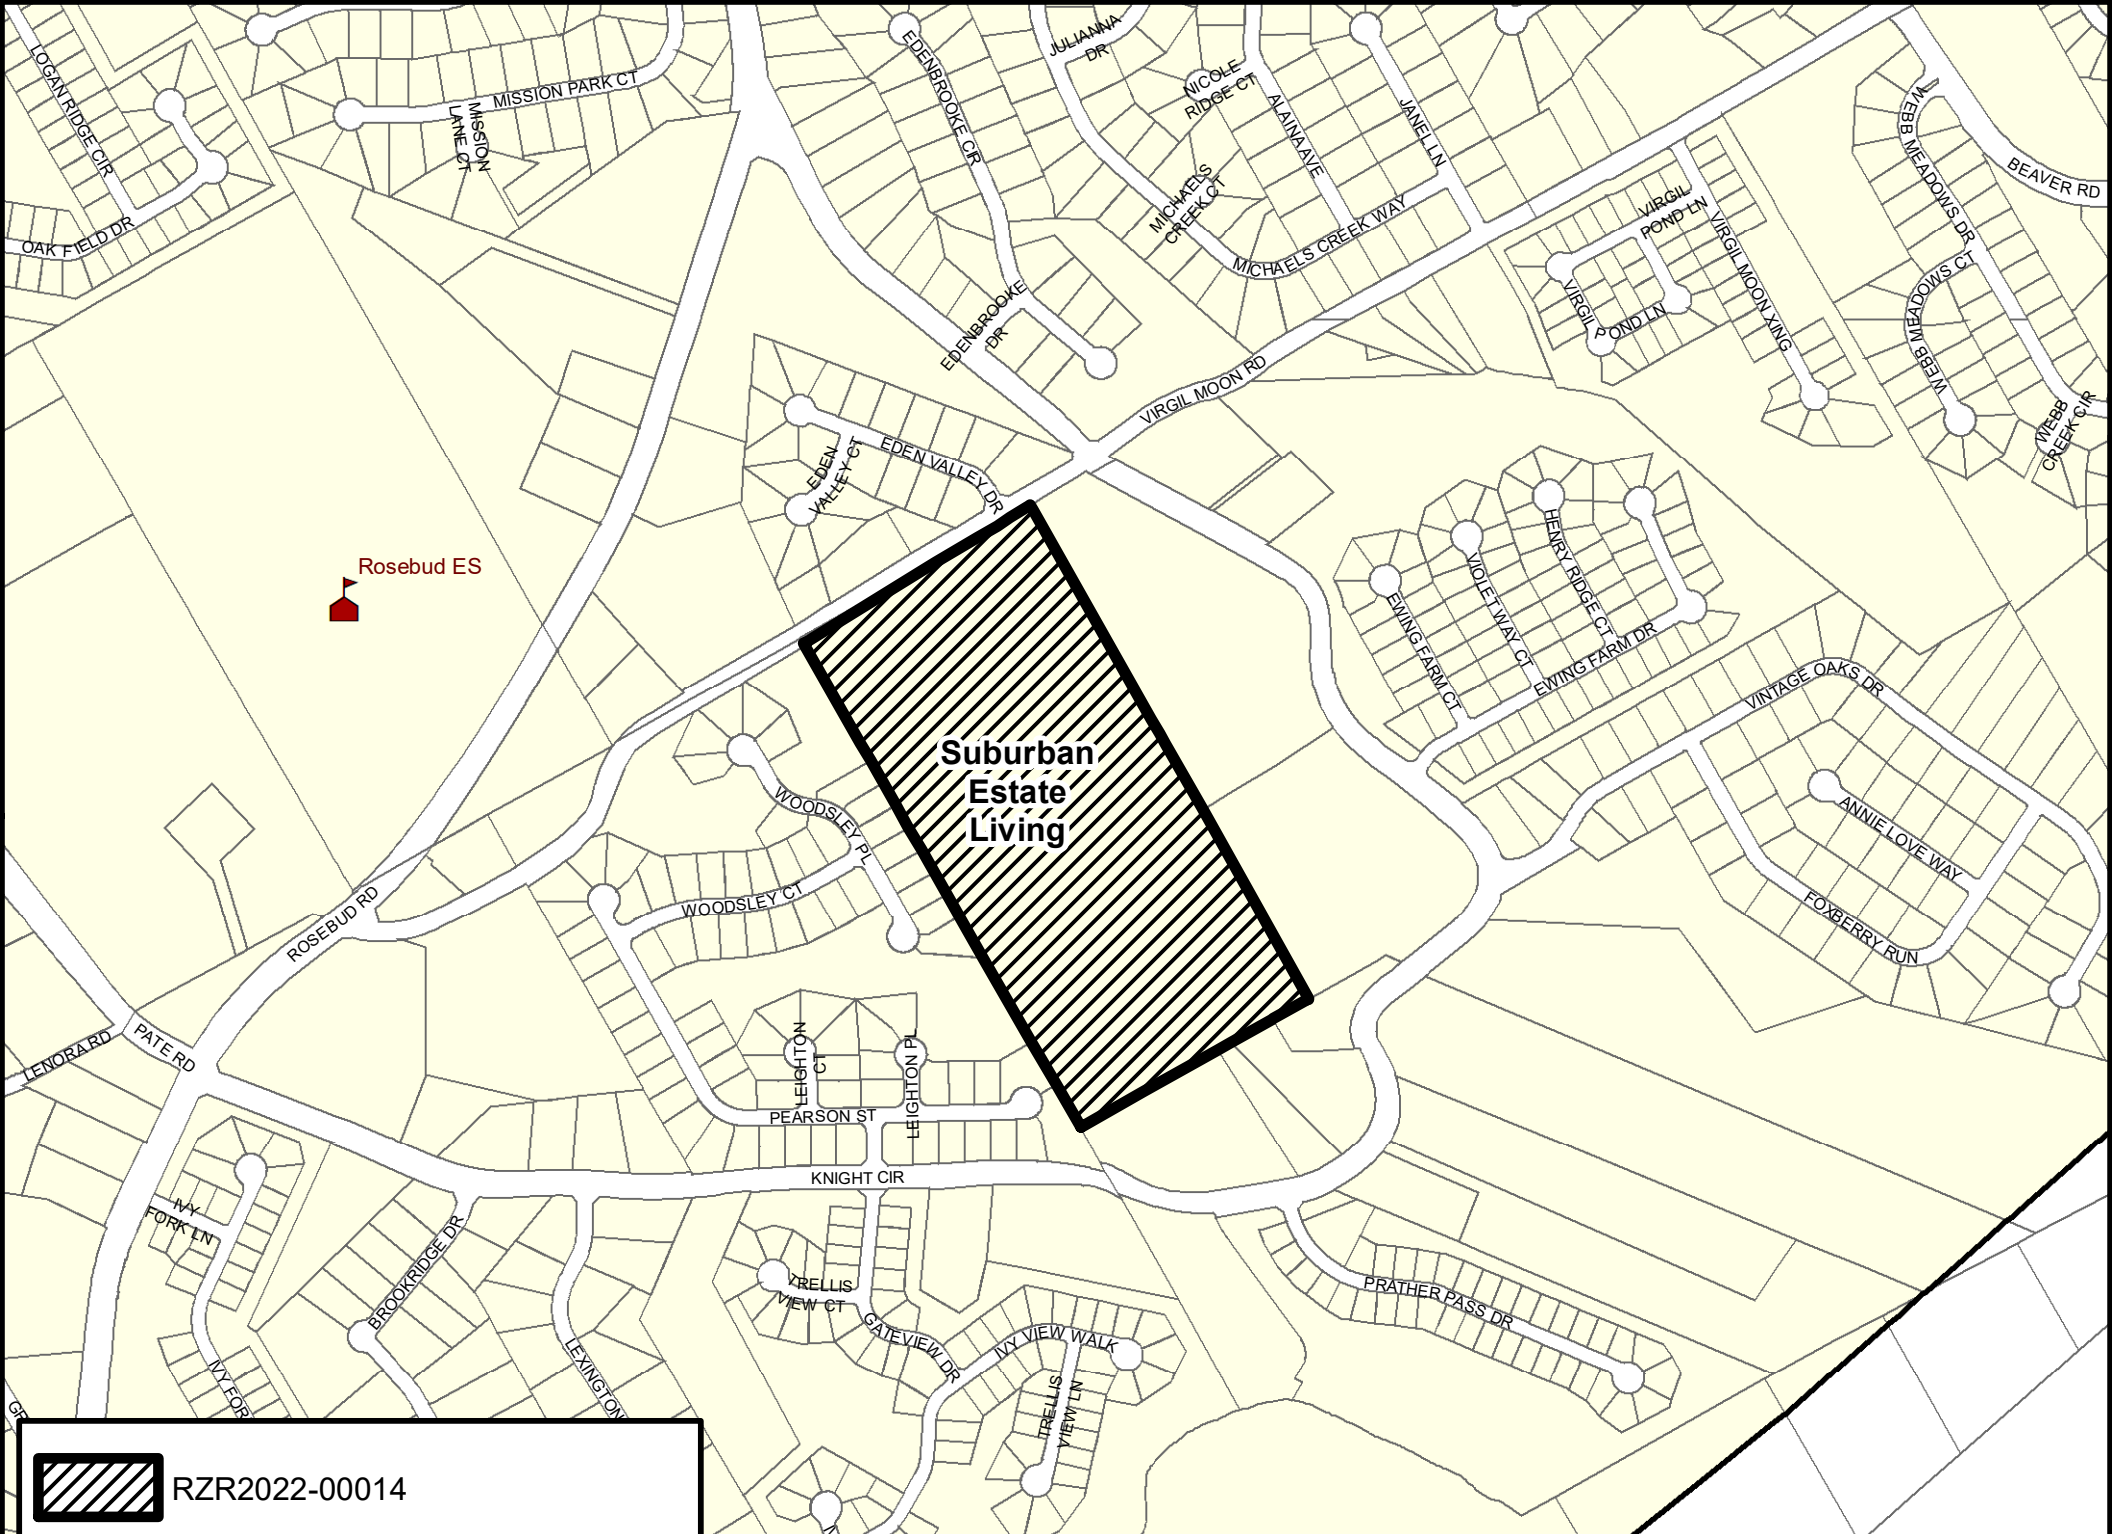 LOGAN RIDGE CIR
MISSION PARK CT
MISSION
LANE CT
OAK FIELD DR
EDENBROOKE CIR
JULIANNA
DR
NICOLE
RIDGE CT
ALAINA AVE
JANEL LN
MICHAELS
CREEK CT
MICHAELS CREEK WAY
WEBB MEADOWS DR
BEAVER RD
VIRGIL
POND LN
VIRGIL MOON XING
VIRGIL
POND LN
WEBB MEADOWS CT
WEBB
CREEK CIR
EDENBROOKE
DR
VIRGIL MOON RD
EDEN
VALLEY CT
EDEN VALLEY DR
Rosebud ES
EWING FARM CT
VIOLET WAY CT
HENRY RIDGE CT
EWING FARM DR
VINTAGE OAKS DR
Suburban
Estate
Living
WOODSLEY PL
WOODSLEY CT
ANNIE LOVE WAY
FOXBERRY RUN
ROSEBUD RD
LENORA RD
PATE RD
LEIGHTON
CT
LEIGHTON PL
PEARSON ST
KNIGHT CIR
IVY
FORK LN
BROOKRIDGE DR
TRELLIS
VIEW CT
GATEVIEW DR
IVY VIEW WALK
PRATHER PASS DR
TRELLIS
VIEW LN
IVY FOR
LEXINGTON
GR
RZR2022-00014